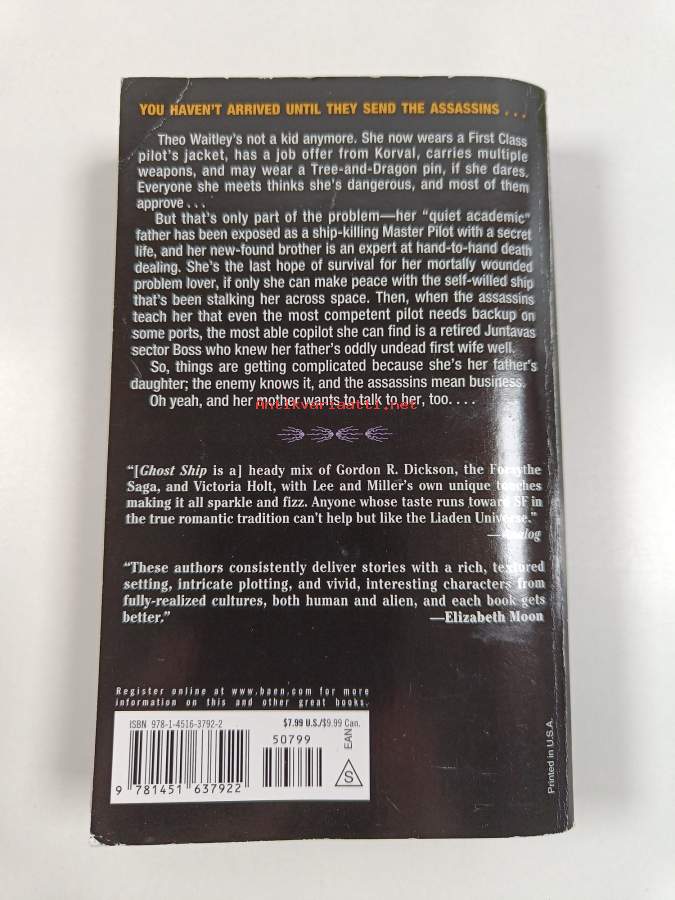 YOU HAVEN'T ARRIVED UNTIL THEY SEND THE ASSASSINS . . .
Theo Waitley's not a kid anymore. She now wears a First Class
pilot's jacket, has a job offer from Korval, carries multiple
weapons, and may wear a Tree-and-Dragon pin, if she dares.
Everyone she meets thinks she's dangerous, and most of them
approve . . .
But that's only part of the problem—her "quiet academic"
father has been exposed as a ship-killing Master Pilot with a secret
life, and her new-found brother is an expert at hand-to-hand death
dealing. She's the last hope of survival for her mortally wounded
problem lover, if only she can make peace with the self-willed ship
that's been stalking her across space. Then, when the assassins
teach her that even the most competent pilot needs backup on
some ports, the most able copilot she can find is a retired Juntavas
sector Boss who knew her father's oddly undead first wife well.
So, things are getting complicated because she's her father's
daughter; the enemy knows it, and the assassins mean business.
Oh yeah, and her mother wants to talk to her, too. . . .
Antikvariaatti.net
"[Ghost Ship is a] heady mix of Gordon R. Dickson, the Forsythe
Saga, and Victoria Holt, with Lee and Miller's own unique touches
making it all sparkle and fizz. Anyone whose taste runs toward SF in
the true romantic tradition can't help but like the Liaden Universe."
—Analog
"These authors consistently deliver stories with a rich, textured
setting, intricate plotting, and vivid, interesting characters from
fully-realized cultures, both human and alien, and each book gets
better." —Elizabeth Moon
Register online at www.baen.com for more
information on this and other great books.
ISBN 978-1-4516-3792-2 $7.99 U.S./$9.99 Can.
50799
EAN
S
9 781451 637922
Printed in U.S.A.